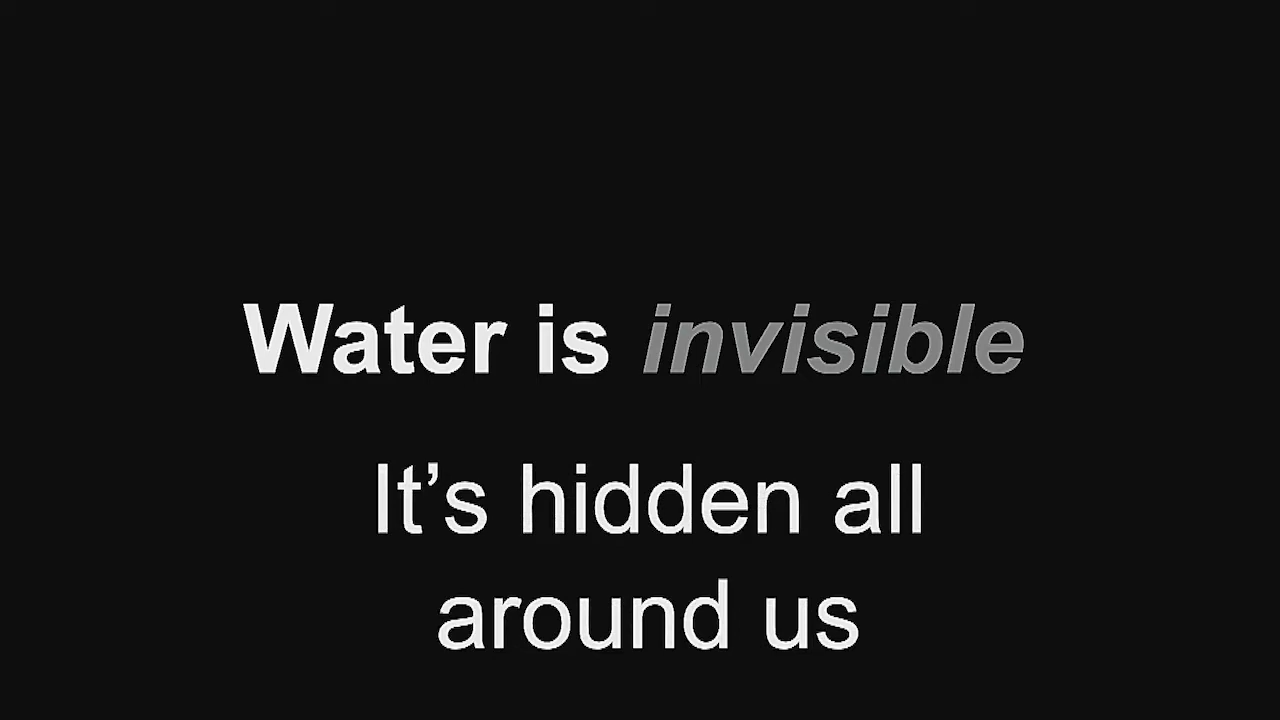 Water is invisible
It’s hidden all
around us